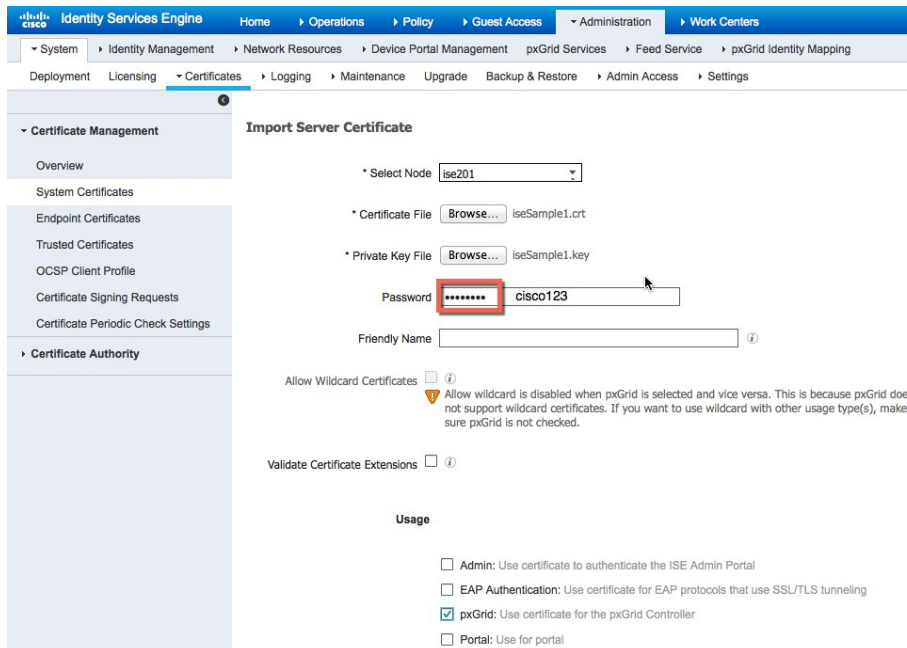 cisco Identity Services Engine Home Operations Policy Guest Access Administration Work Centers
System Identity Management Network Resources Device Portal Management pxGrid Services Feed Service pxGrid Identity Mapping
Deployment Licensing Certificates Logging Maintenance Upgrade Backup & Restore Admin Access Settings
Certificate Management
Overview
System Certificates
Endpoint Certificates
Trusted Certificates
OCSP Client Profile
Certificate Signing Requests
Certificate Periodic Check Settings
Certificate Authority
Import Server Certificate
* Select Node ise201
* Certificate File Browse... iseSample1.crt
* Private Key File Browse... iseSample1.key
Password •••••••• cisco123
Friendly Name
Allow Wildcard Certificates
Allow wildcard is disabled when pxGrid is selected and vice versa. This is because pxGrid doe
not support wildcard certificates. If you want to use wildcard with other usage type(s), make
sure pxGrid is not checked.
Validate Certificate Extensions
Usage
Admin: Use certificate to authenticate the ISE Admin Portal
EAP Authentication: Use certificate for EAP protocols that use SSL/TLS tunneling
pxGrid: Use certificate for the pxGrid Controller
Portal: Use for portal